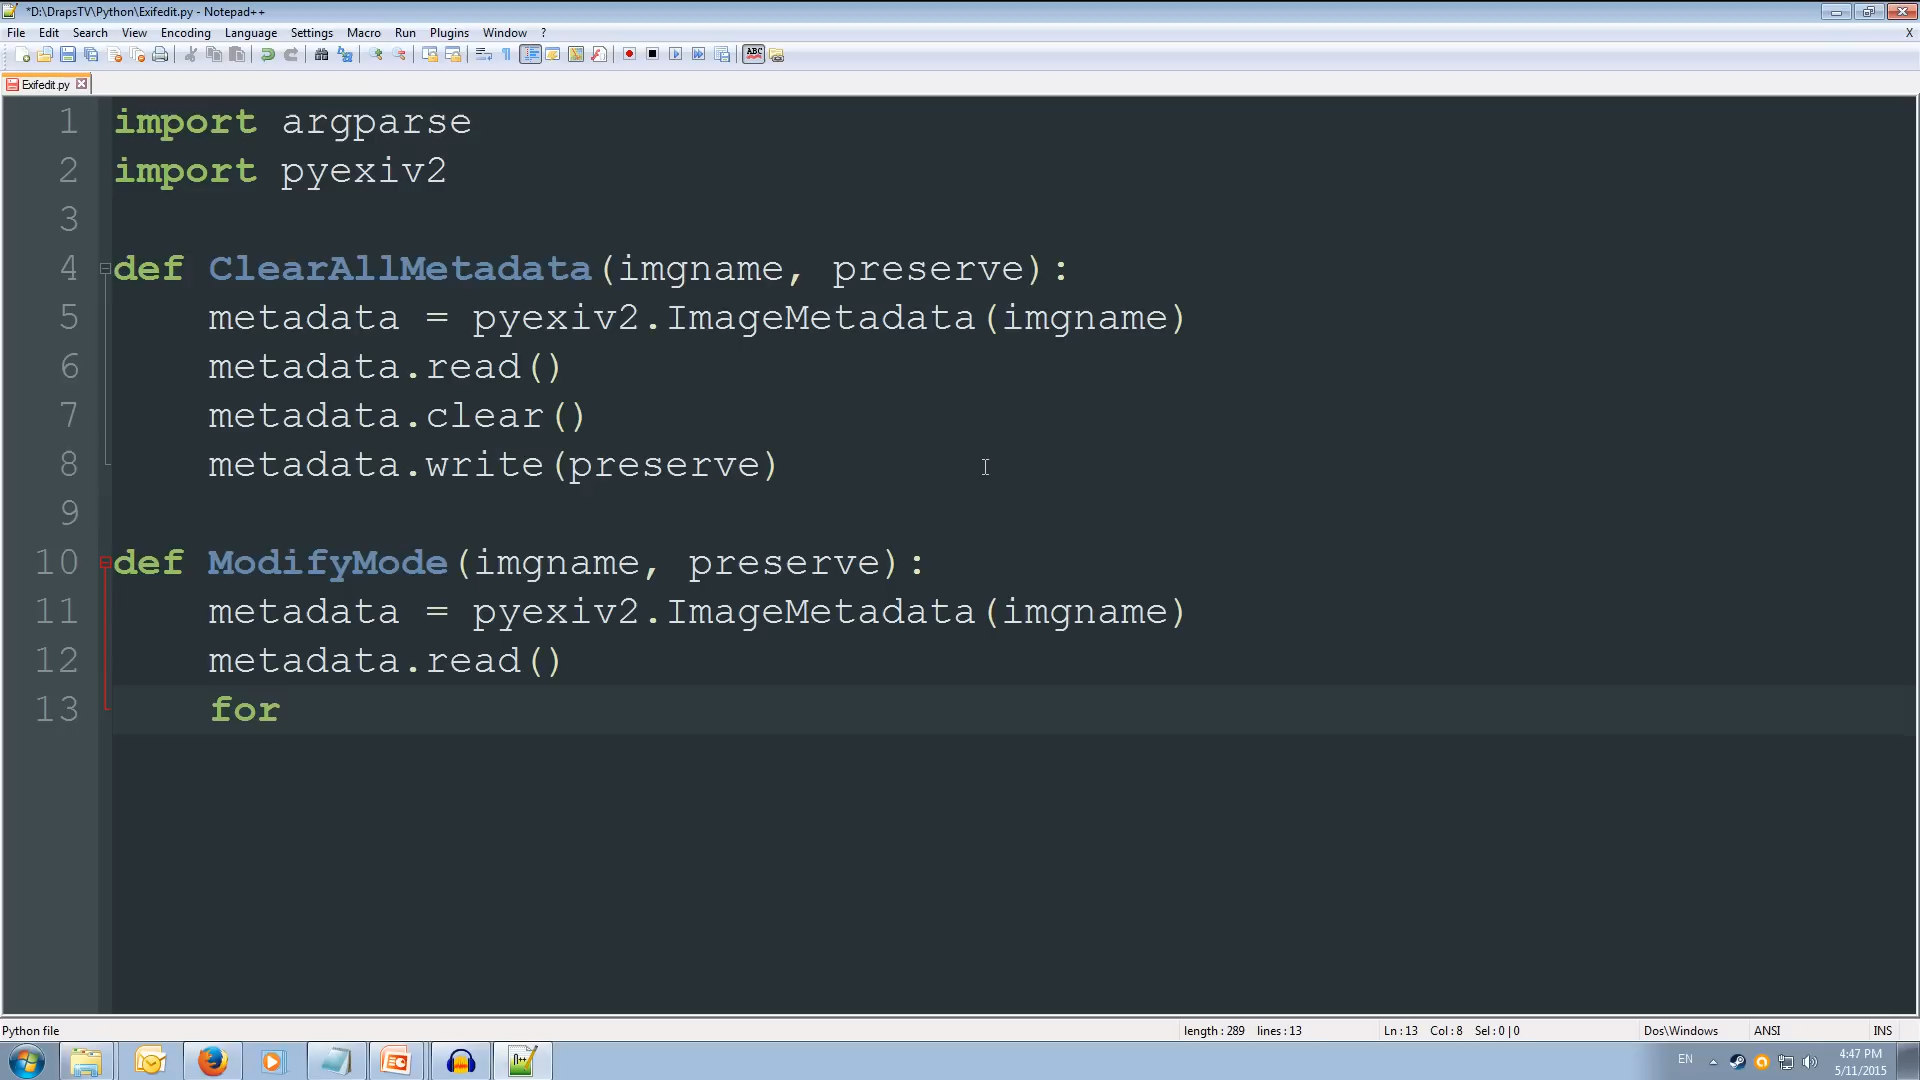 *D:\DrapsTV\Python\Exifedit.py - Notepad++
File Edit Search View Encoding Language Settings Macro Run Plugins Window ? X
ABC
Exifedit.py
1 import argparse
2 import pyexiv2
3
4 def ClearAllMetadata(imgname, preserve):
5 metadata = pyexiv2.ImageMetadata(imgname)
6 metadata.read()
7 metadata.clear()
8 metadata.write(preserve)
9
10 def ModifyMode(imgname, preserve):
11 metadata = pyexiv2.ImageMetadata(imgname)
12 metadata.read()
13 for
Python file length : 289 lines : 13 Ln : 13 Col : 8 Sel : 0 | 0 Dos\Windows ANSI INS
EN 4:47 PM
5/11/2015